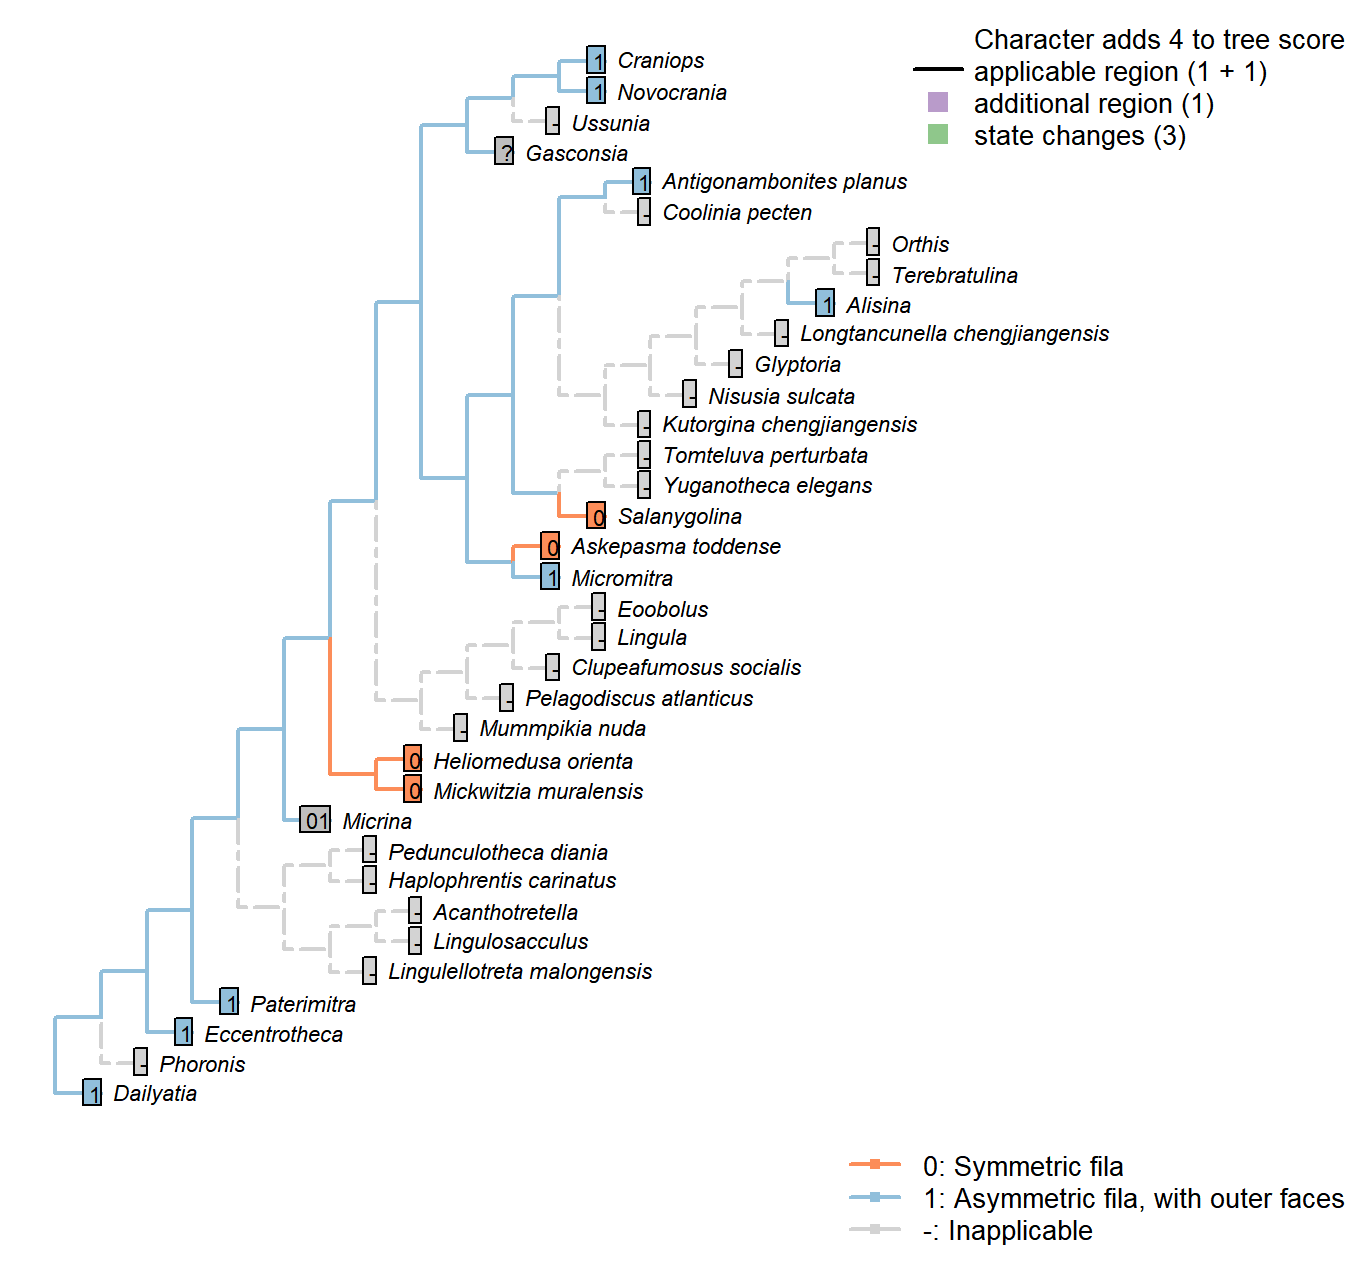 Character adds 4 to tree score
applicable region (1 + 1)
additional region (1)
state changes (3)
1 Craniops
1 Novocrania
- Ussunia
? Gasconsia
1 Antigonambonites planus
- Coolinia pecten
- Orthis
- Terebratulina
1 Alisina
- Longtancunella chengjiangensis
- Glyptoria
- Nisusia sulcata
- Kutorgina chengjiangensis
- Tomteluva perturbata
- Yuganotheca elegans
0 Salanygolina
0 Askepasma toddense
1 Micromitra
- Eoobolus
- Lingula
- Clupeafumosus socialis
- Pelagodiscus atlanticus
- Mummpikia nuda
0 Heliomedusa orienta
0 Mickwitzia muralensis
01 Micrina
- Pedunculotheca diania
- Haplophrentis carinatus
- Acanthotretella
- Lingulosacculus
- Lingulellotreta malongensis
1 Paterimitra
1 Eccentrotheca
- Phoronis
1 Dailyatia
0: Symmetric fila
1: Asymmetric fila, with outer faces
-: Inapplicable